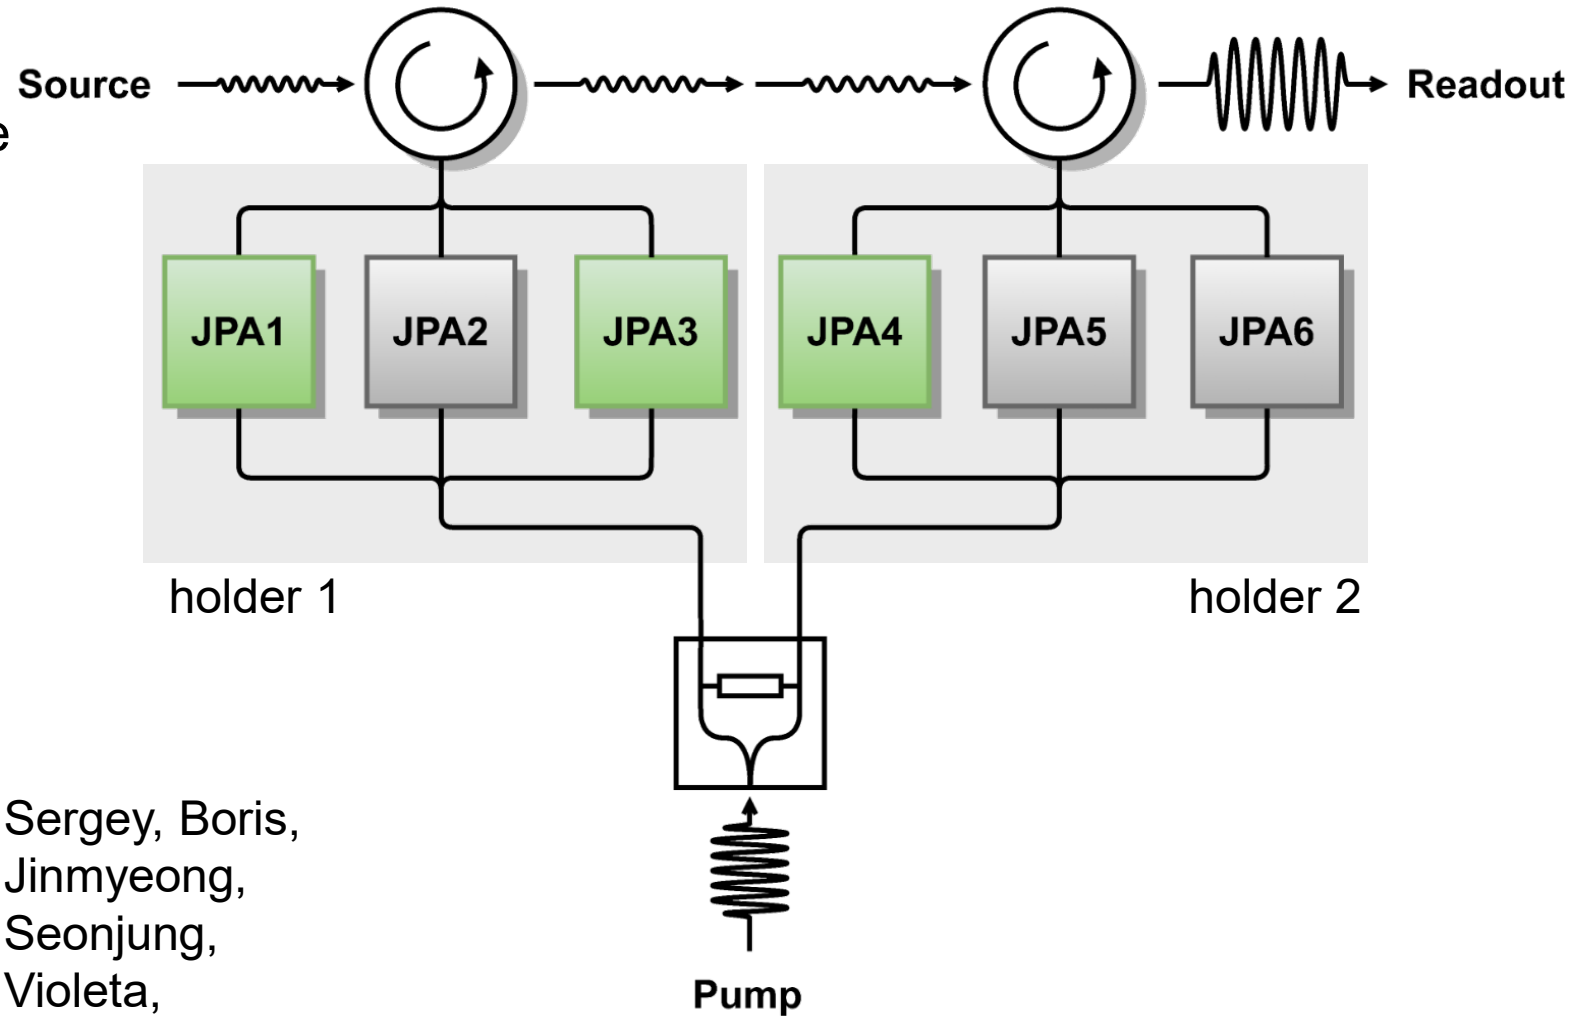 Source
Readout
e
JPA1
JPA2
JPA3
JPA4
JPA5
JPA6
holder 1
holder 2
Sergey, Boris,
Jinmyeong,
Seonjung,
Violeta,
Pump